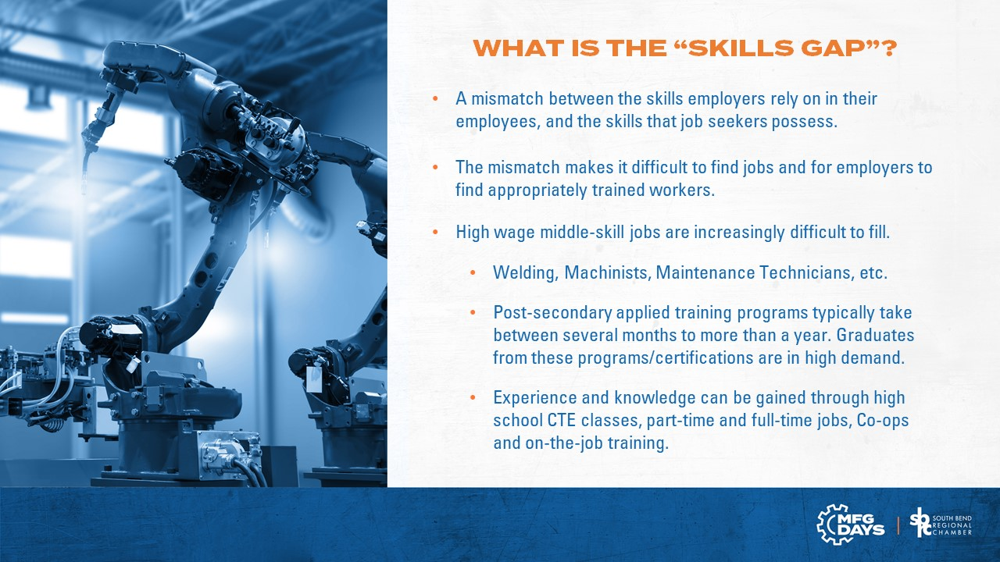 WHAT IS THE “SKILLS GAP”?
• A mismatch between the skills employers rely on in their
employees, and the skills that job seekers possess.
• The mismatch makes it difficult to find jobs and for employers to
find appropriately trained workers.
• High wage middle-skill jobs are increasingly difficult to fill.
• Welding, Machinists, Maintenance Technicians, etc.
• Post-secondary applied training programs typically take
between several months to more than a year. Graduates
from these programs/certifications are in high demand.
• Experience and knowledge can be gained through high
school CTE classes, part-time and full-time jobs, Co-ops
and on-the-job training.
MFG
DAYS
sbrc
SOUTH BEND
REGIONAL
CHAMBER